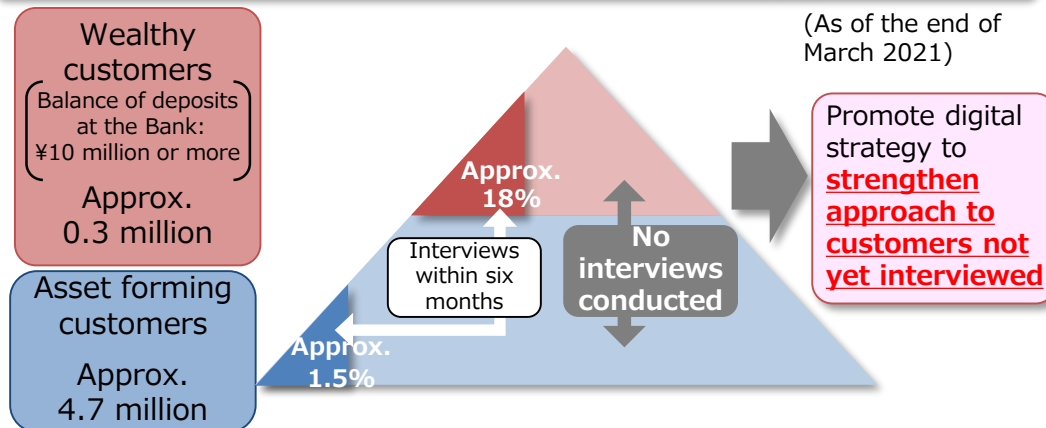 Wealthy
customers
Balance of deposits
at the Bank:
¥10 million or more
Approx.
0.3 million
Asset forming
customers
Approx.
4.7 million
Approx.
18%
Interviews
within six
months
No
interviews
conducted
Approx.
1.5%
(As of the end of
March 2021)
Promote digital
strategy to
strengthen
approach to
customers not
yet interviewed